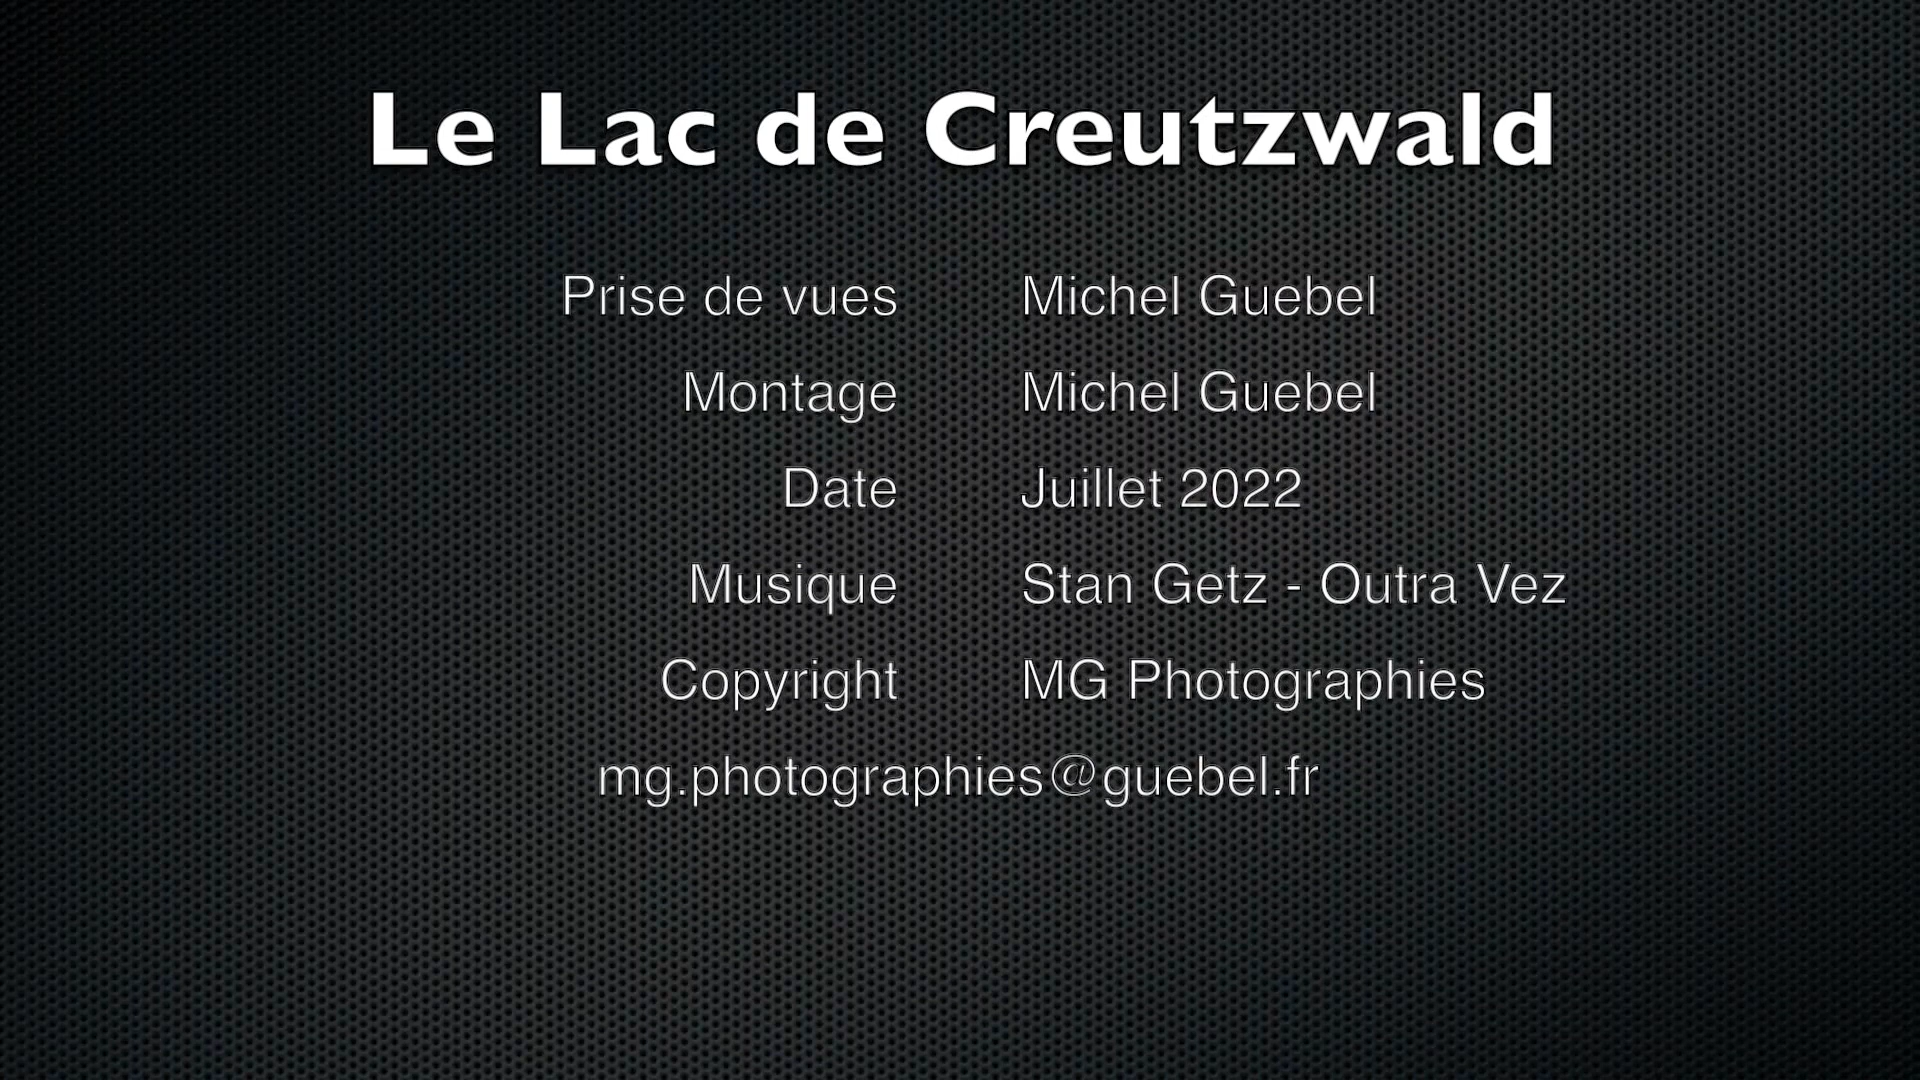 Le Lac de Creutzwald
Prise de vues Michel Guebel
Montage Michel Guebel
Date Juillet 2022
Musique Stan Getz - Outra Vez
Copyright MG Photographies
mg.photographies@guebel.fr